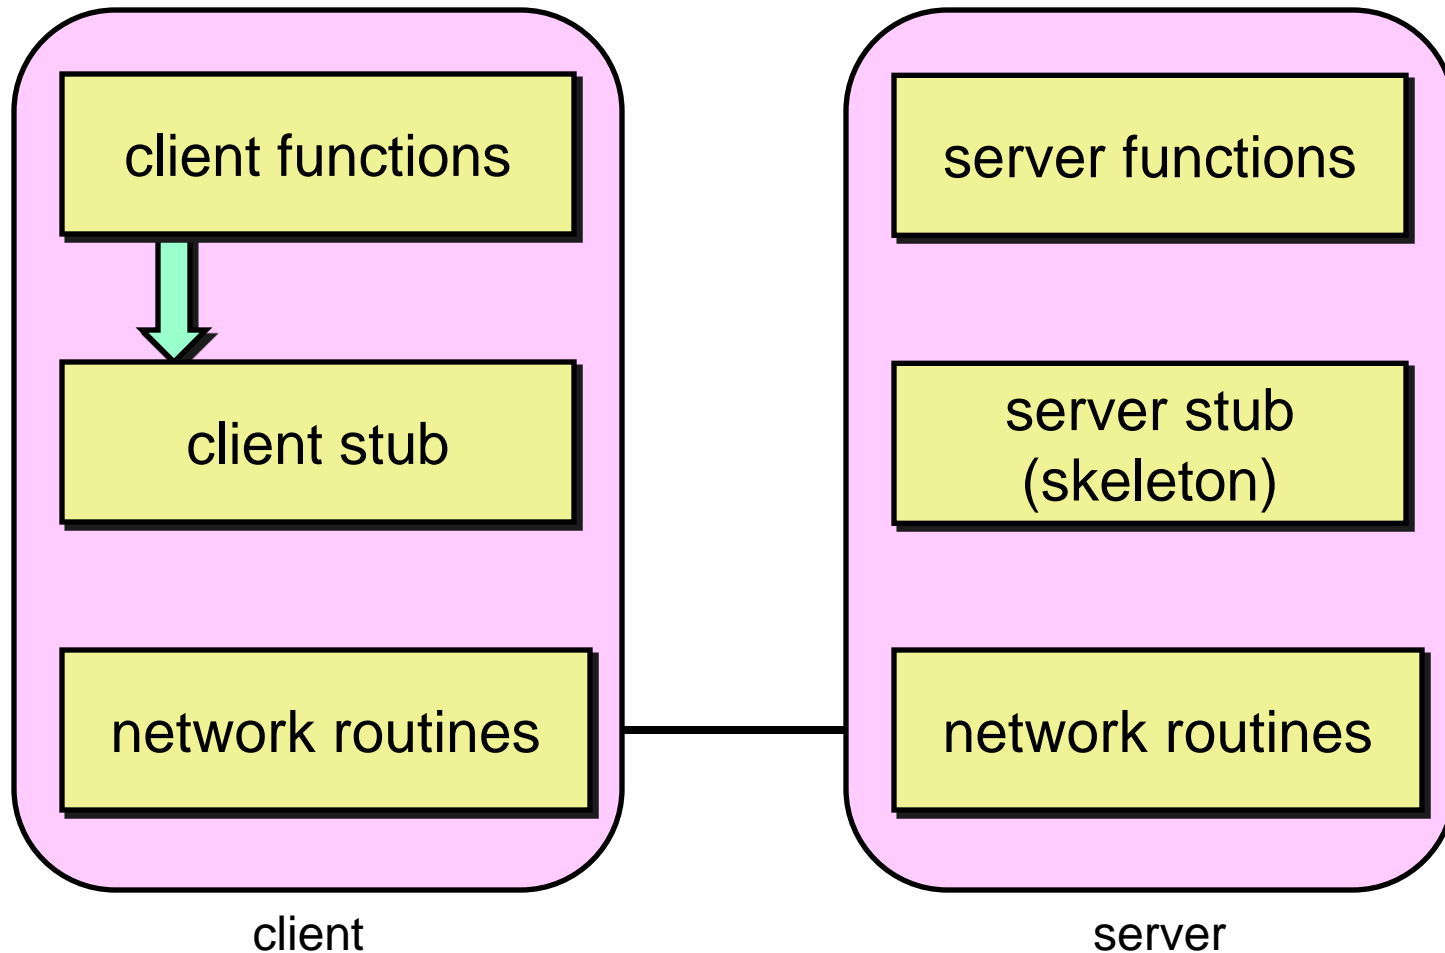 client functions
client stub
network routines
client
server functions
server stub
(skeleton)
network routines
server